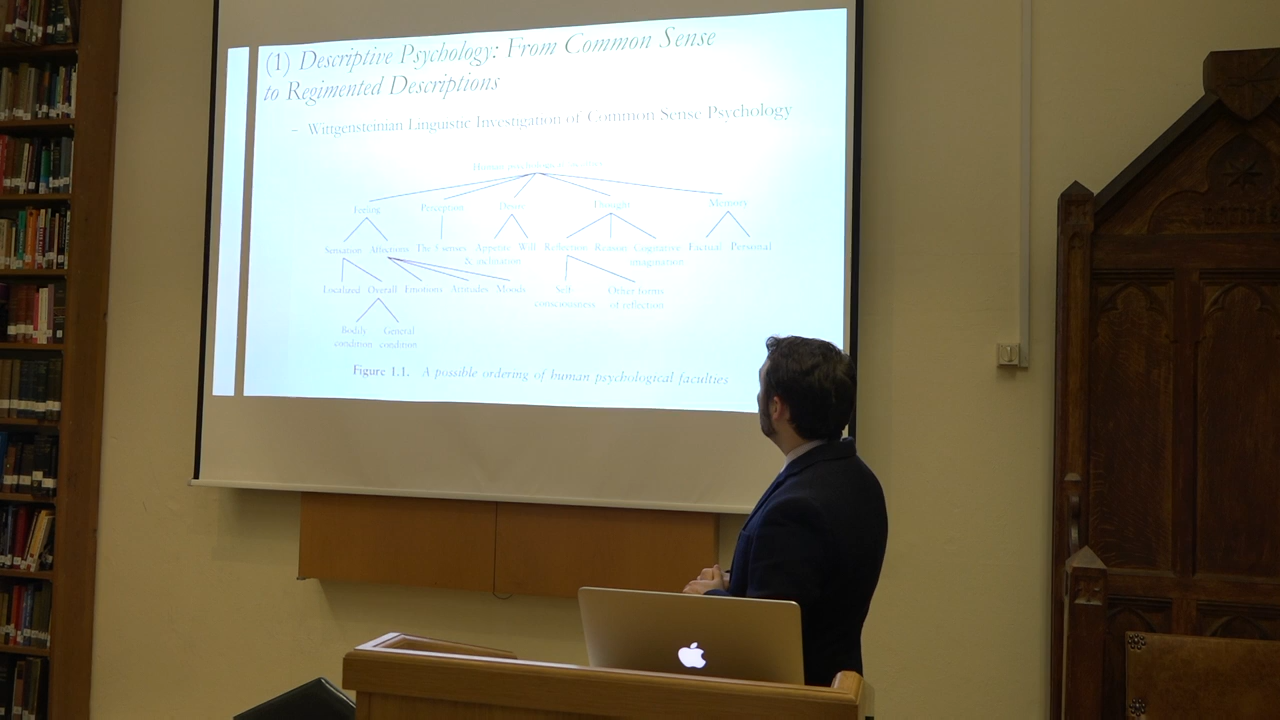 (1) Descriptive Psychology: From Common Sense
to Regimented Descriptions
– Wittgensteinian Linguistic Investigation of Common Sense Psychology
Human psychological
Feeling Perception Desire Thought Memory
Sensation Affections The 5 senses Appetite Will Reflection Reason Cogitative Factual Personal
& inclination imagination
Localized Overall Emotions Attitudes Moods Self- Other forms
consciousness of reflection
Bodily General
condition condition
Figure 1.1. A possible ordering of human psychological faculties